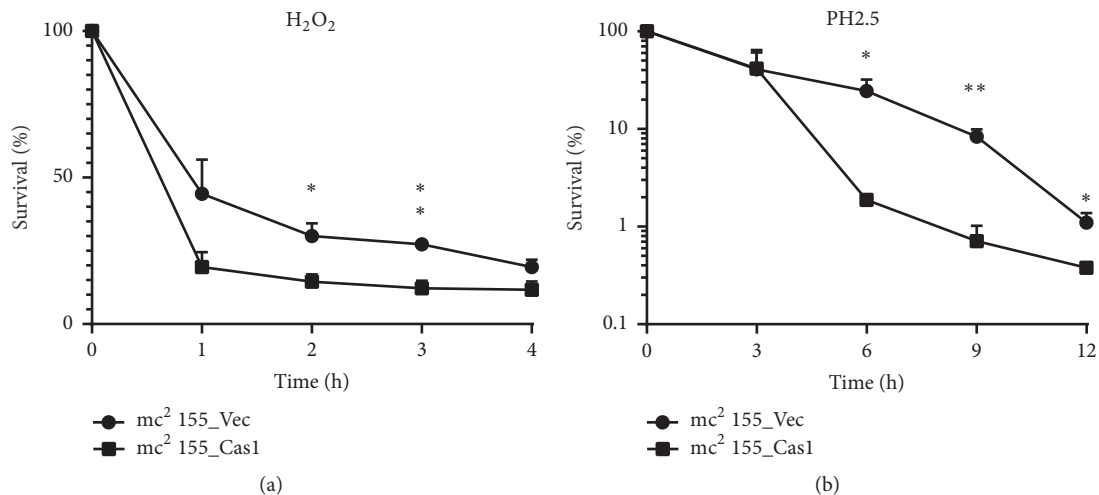 H₂O₂
100
50
0
Survival (%)
*
*
*
0 1 2 3 4
Time (h)
mc² 155_Vec
mc² 155_Cas1
(a)
PH2.5
100
10
1
0.1
Survival (%)
*
**
*
0 3 6 9 12
Time (h)
mc² 155_Vec
mc² 155_Cas1
(b)